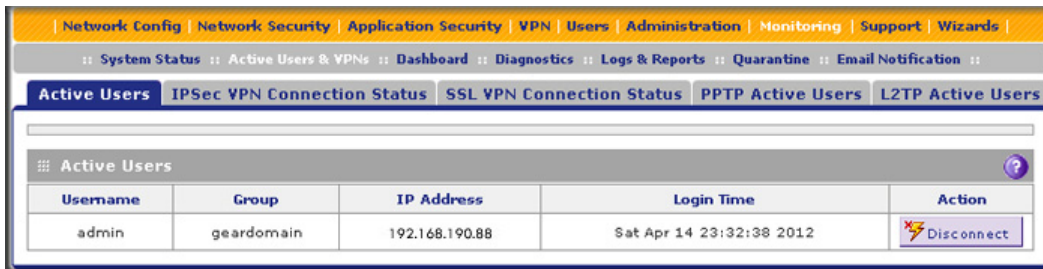 | Network Config | Network Security | Application Security | VPN | Users | Administration | Monitoring | Support | Wizards |
:: System Status :: Active Users & VPNs :: Dashboard :: Diagnostics :: Logs & Reports :: Quarantine :: Email Notification ::
Active Users IPSec VPN Connection Status SSL VPN Connection Status PPTP Active Users L2TP Active Users
Active Users ?
Username Group IP Address Login Time Action
admin geardomain 192.168.190.88 Sat Apr 14 23:32:38 2012 Disconnect